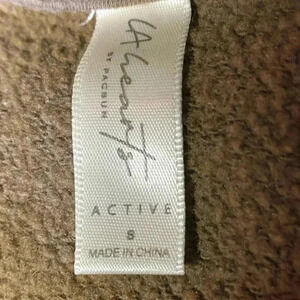 LA hearts
BY PACSUN
ACTIVE
S
MADE IN CHINA